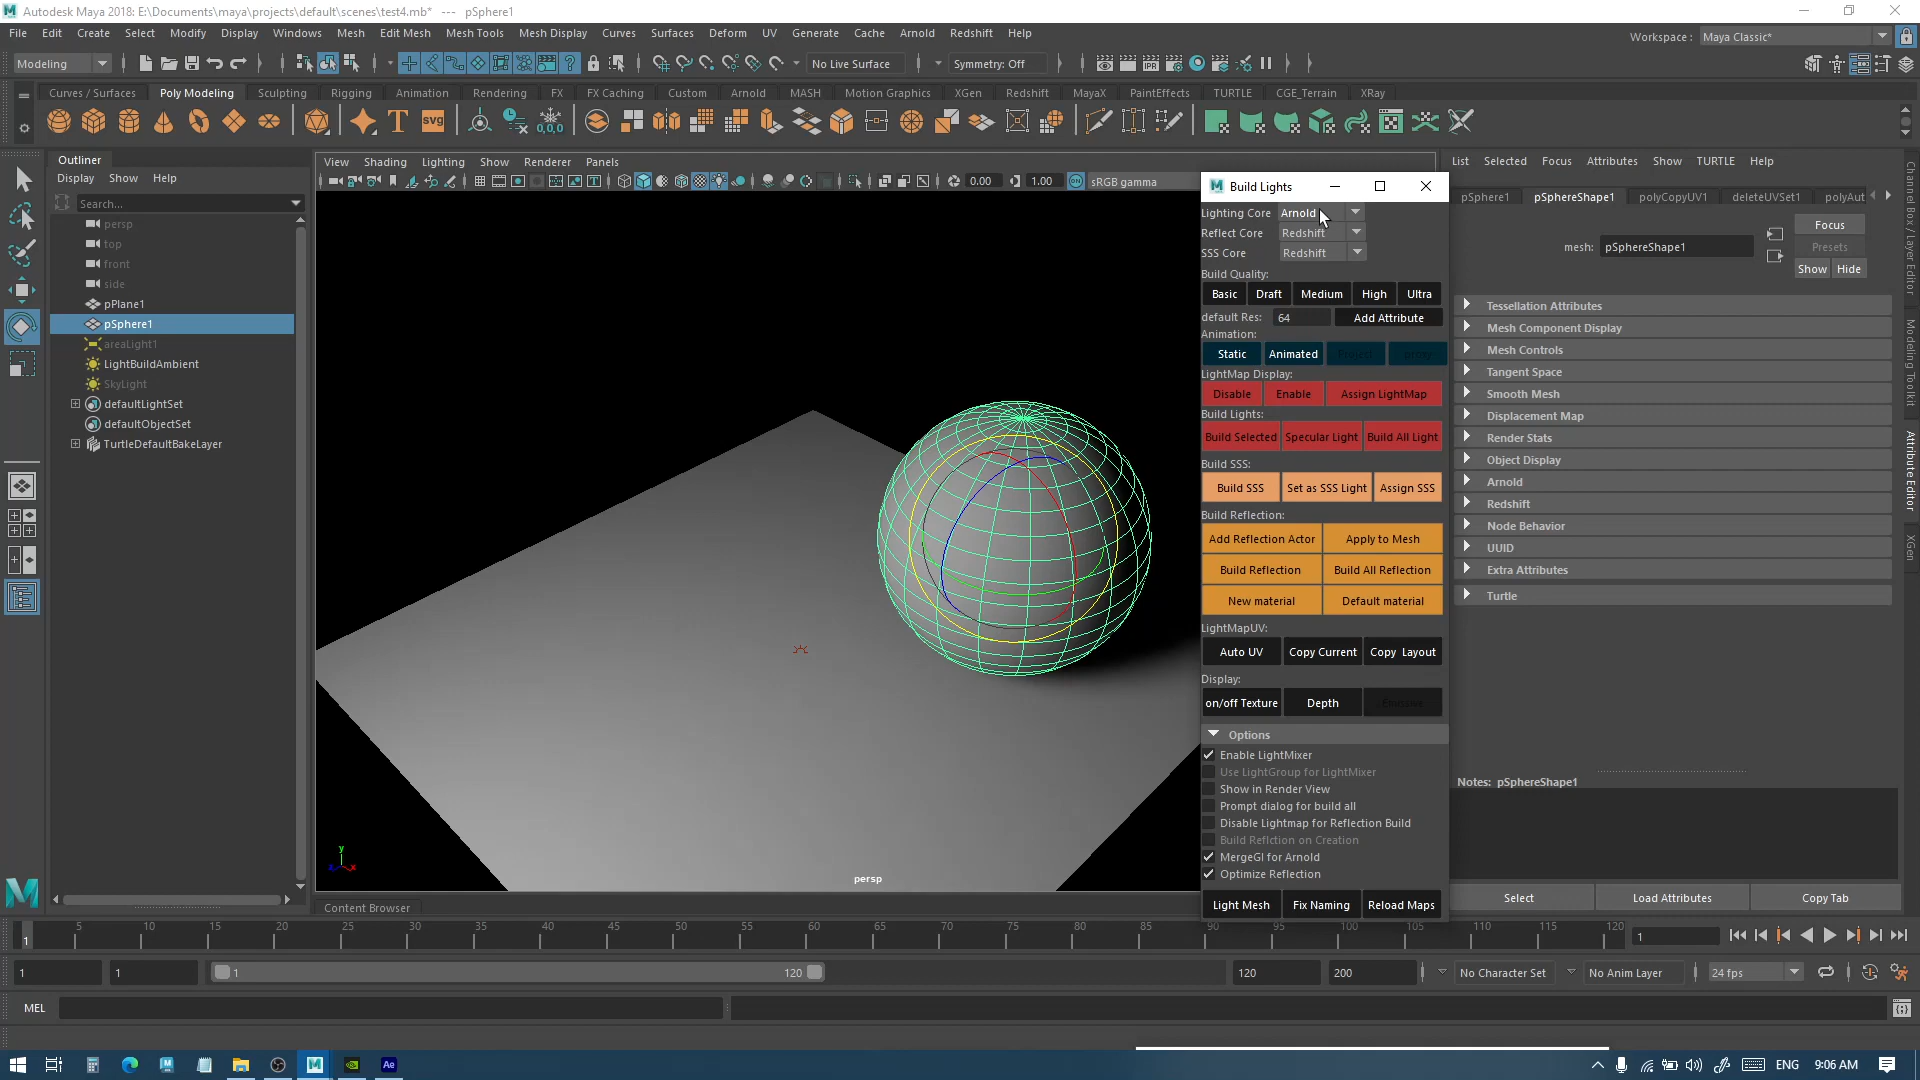 Autodesk Maya 2018: E:\Documents\maya\projects\default\scenes\test4.mb* --- pSphere1
File Edit Create Select Modify Display Windows Mesh Edit Mesh Mesh Tools Mesh Display Curves Surfaces Deform UV Generate Cache Arnold Redshift Help
Workspace : Maya Classic*
Modeling No Live Surface Symmetry: Off
Curves / Surfaces Poly Modeling Sculpting Rigging Animation Rendering FX FX Caching Custom Arnold MASH Motion Graphics XGen Redshift MayaX PaintEffects TURTLE CGE_Terrain XRay
Outliner
Display Show Help
Search...
persp
top
front
side
pPlane1
pSphere1
areaLight1
LightBuildAmbient
SkyLight
defaultLightSet
defaultObjectSet
TurtleDefaultBakeLayer
View Shading Lighting Show Renderer Panels
0.00 1.00 sRGB gamma
persp
Content Browser
Build Lights
Lighting Core Arnold
Reflect Core Redshift
SSS Core Redshift
Build Quality:
Basic Draft Medium High Ultra
default Res: 64 Add Attribute
Animation:
Static Animated Project proxy
LightMap Display:
Disable Enable Assign LightMap
Build Lights:
Build Selected Specular Light Build All Light
Build SSS:
Build SSS Set as SSS Light Assign SSS
Build Reflection:
Add Reflection Actor Apply to Mesh
Build Reflection Build All Reflection
New material Default material
LightMapUV:
Auto UV Copy Current Copy Layout
Display:
on/off Texture Depth Emissive
Options
Enable LightMixer
Use LightGroup for LightMixer
Show in Render View
Prompt dialog for build all
Disable Lightmap for Reflection Build
Build Reflction on Creation
MergeGI for Arnold
Optimize Reflection
Light Mesh Fix Naming Reload Maps
List Selected Focus Attributes Show TURTLE Help
pSphere1 pSphereShape1 polyCopyUV1 deleteUVSet1 polyAut
mesh: pSphereShape1
Focus
Presets
Show Hide
Tessellation Attributes
Mesh Component Display
Mesh Controls
Tangent Space
Smooth Mesh
Displacement Map
Render Stats
Object Display
Arnold
Redshift
Node Behavior
UUID
Extra Attributes
Turtle
Notes: pSphereShape1
Select Load Attributes Copy Tab
Channel Box / Layer Editor
Modeling Toolkit
Attribute Editor
XGen
1 5 10 15 20 25 30 35 40 45 50 55 60 65 70 75 80 85 90 95 100 105 110 115 120 1
1 1 1 120 120 200 No Character Set No Anim Layer 24 fps
MEL
ENG 9:06 AM